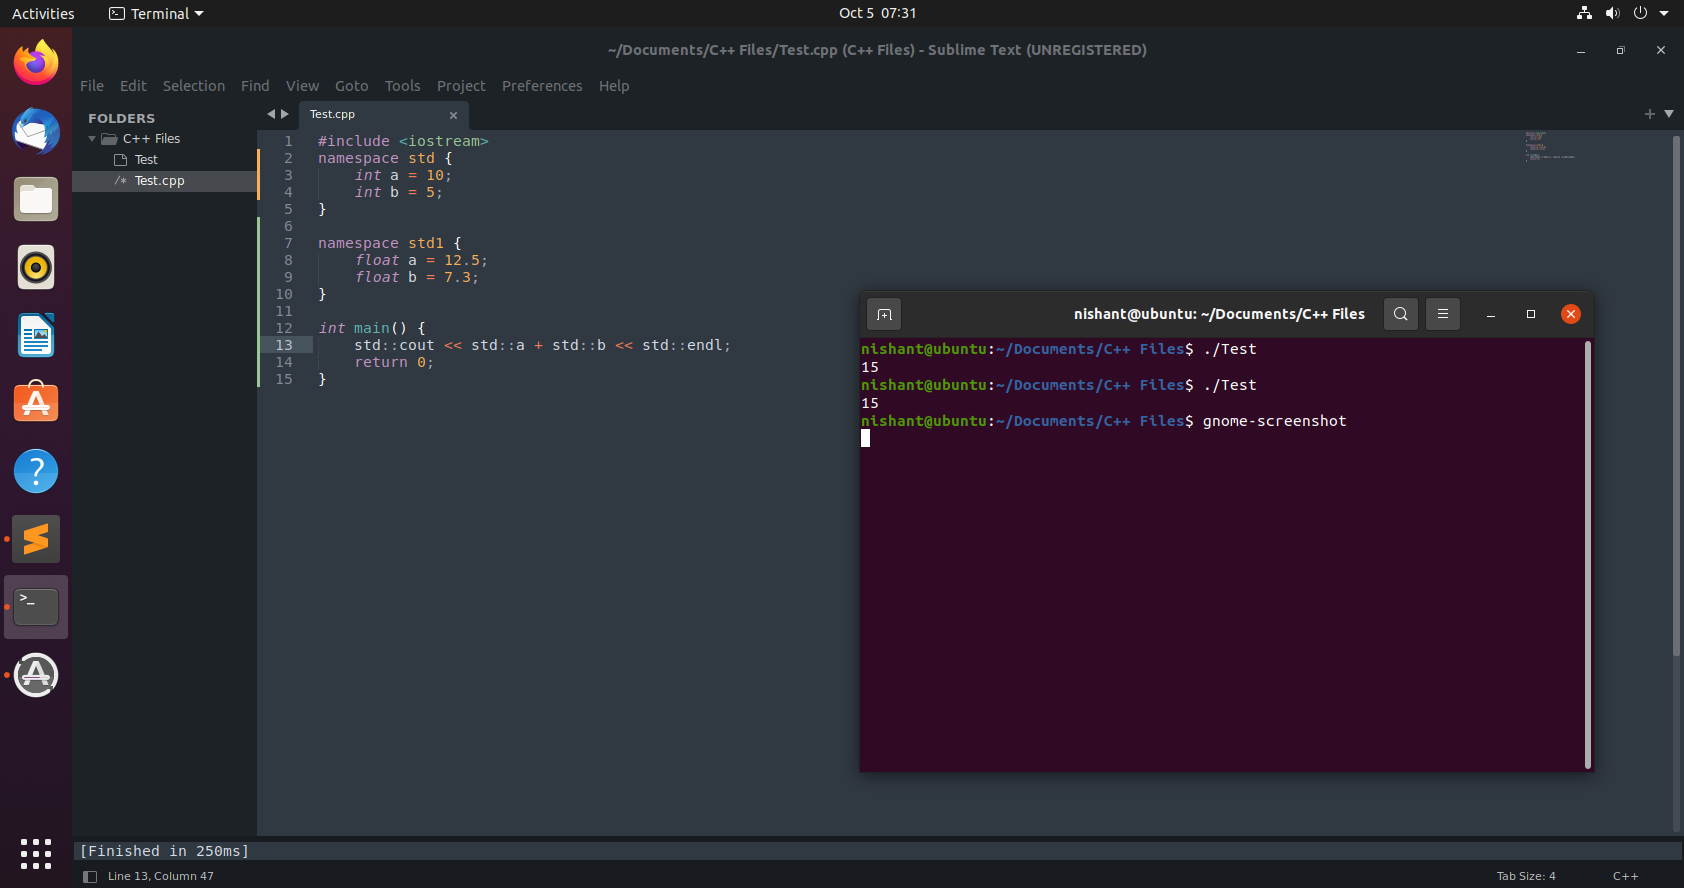 Activities
Terminal
Oct 5 07:31
~/Documents/C++ Files/Test.cpp (C++ Files) - Sublime Text (UNREGISTERED)
File Edit Selection Find View Goto Tools Project Preferences Help
FOLDERS
C++ Files
Test
/* Test.cpp
Test.cpp
1 #include <iostream>
2 namespace std {
3 int a = 10;
4 int b = 5;
5 }
6
7 namespace std1 {
8 float a = 12.5;
9 float b = 7.3;
10 }
11
12 int main() {
13 std::cout << std::a + std::b << std::endl;
14 return 0;
15 }
nishant@ubuntu: ~/Documents/C++ Files
nishant@ubuntu:~/Documents/C++ Files$ ./Test
15
nishant@ubuntu:~/Documents/C++ Files$ ./Test
15
nishant@ubuntu:~/Documents/C++ Files$ gnome-screenshot
[Finished in 250ms]
Line 13, Column 47
Tab Size: 4
C++